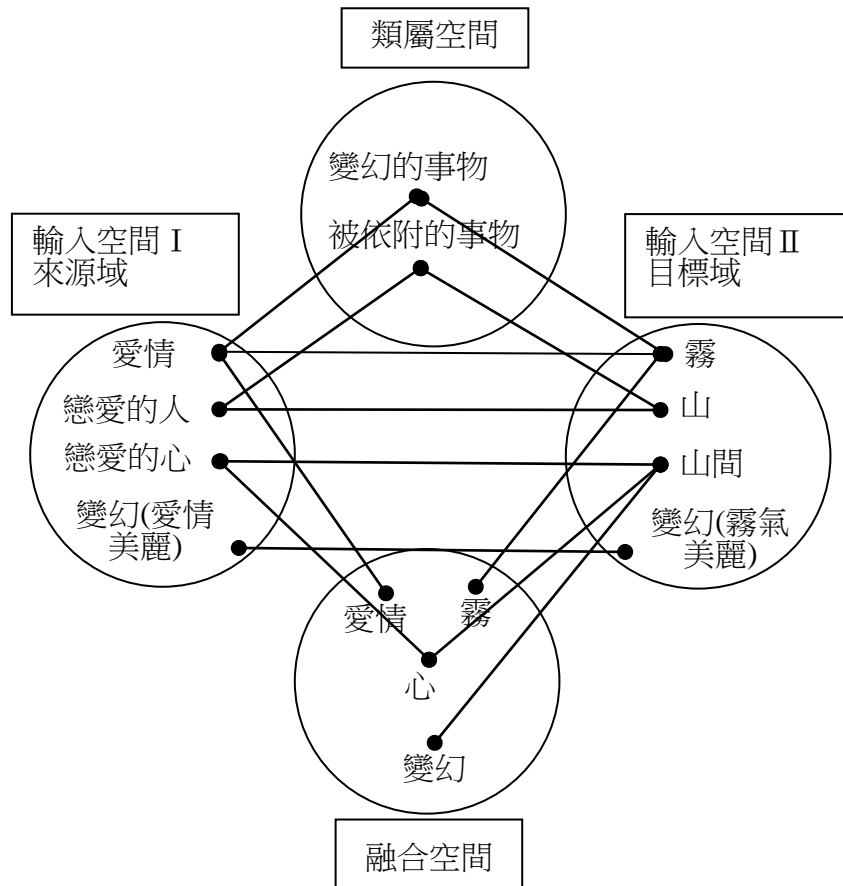 類屬空間
變幻的事物
被依附的事物
輸入空間Ⅰ
來源域
輸入空間Ⅱ
目標域
愛情
戀愛的人
戀愛的心
變幻(愛情
美麗)
霧
山
山間
變幻(霧氣
美麗)
愛情
霧
心
變幻
融合空間